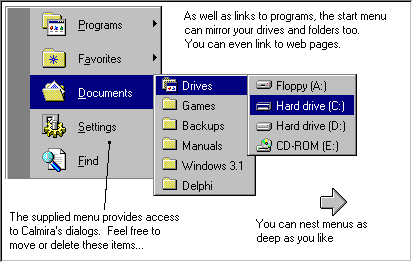 As well as links to programs, the start menu
can mirror your drives and folders too.
You can even link to web pages.
Programs
Favorites
Documents
Settings
Find
Drives
Games
Backups
Manuals
Windows 3.1
Delphi
Floppy (A:)
Hard drive (C:)
Hard drive (D:)
CD-ROM (E:)
The supplied menu provides access
to Calmira's dialogs. Feel free to
move or delete these items...
You can nest menus as
deep as you like